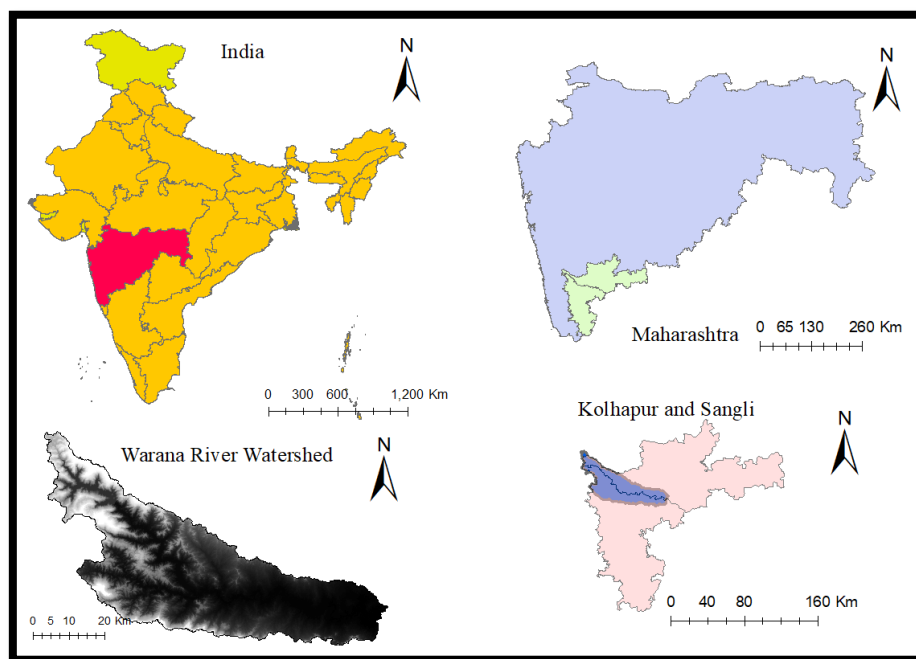 India
N
0 300 600 1,200 Km
N
Maharashtra
0 65 130 260 Km
Warana River Watershed
N
0 5 10 20 Km
Kolhapur and Sangli
N
0 40 80 160 Km